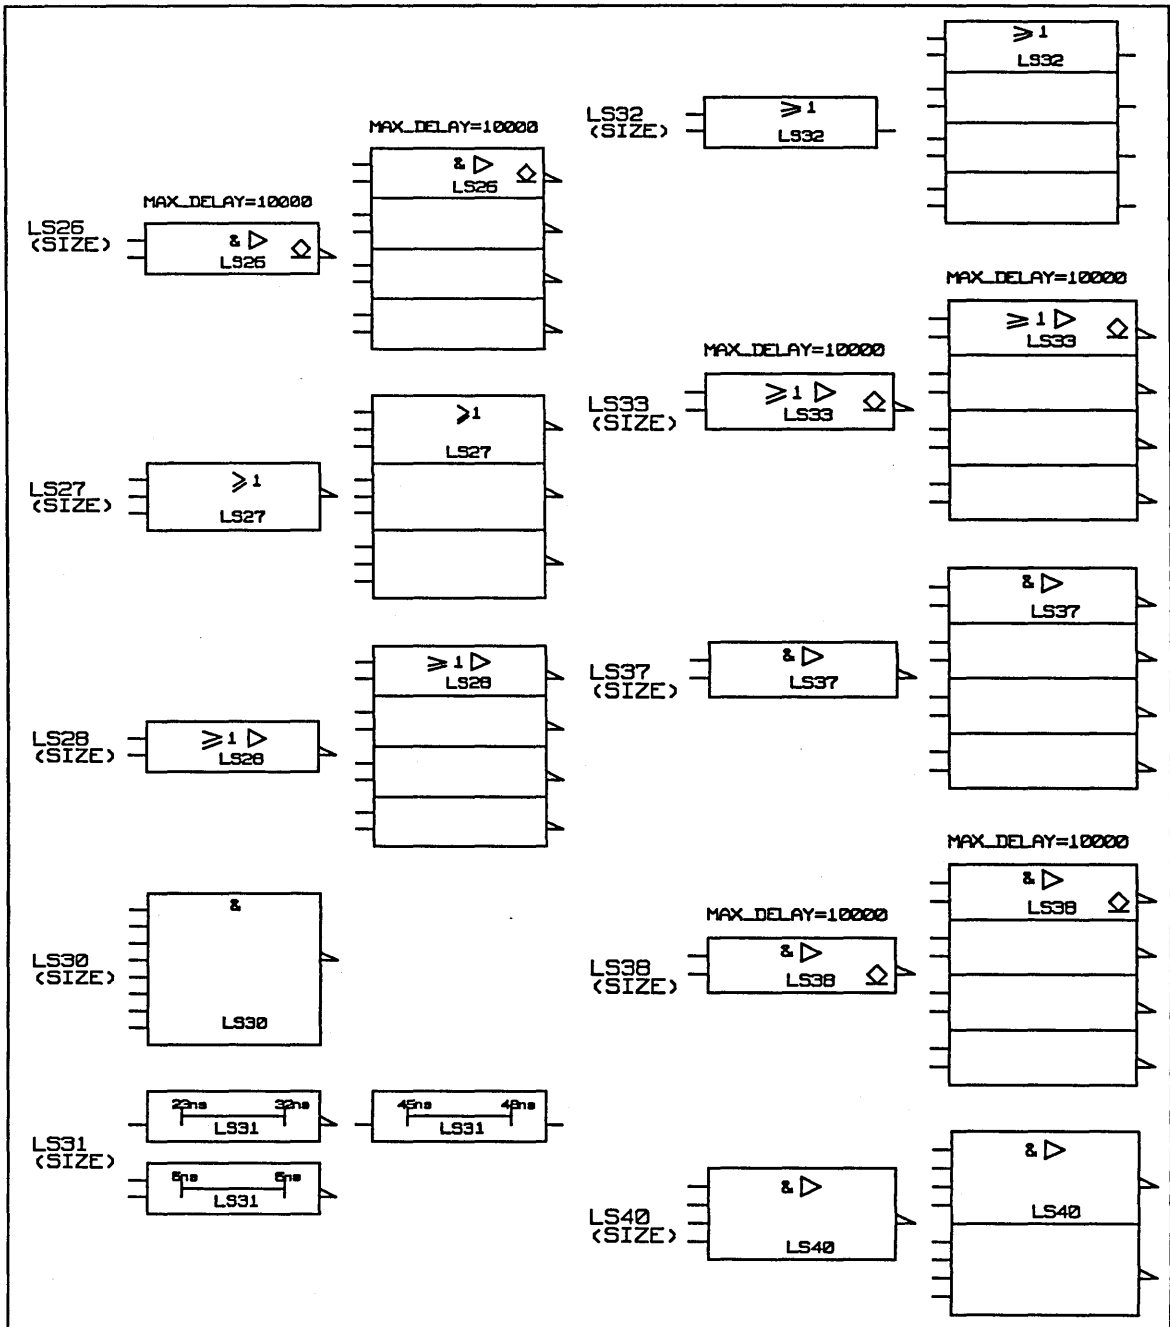 MAX_DELAY=10000
& ▷ ◇
LS26
LS26
(SIZE)
MAX_DELAY=10000
& ▷ ◇
LS26
LS27
(SIZE)
≥1
LS27
≥1
LS27
LS28
(SIZE)
≥1 ▷
LS28
≥1 ▷
LS28
LS30
(SIZE)
&
LS30
LS31
(SIZE)
23ns 32ns
LS31
45ns 48ns
LS31
6ns 6ns
LS31
LS32
(SIZE)
≥1
LS32
≥1
LS32
LS33
(SIZE)
MAX_DELAY=10000
≥1 ▷ ◇
LS33
MAX_DELAY=10000
≥1 ▷ ◇
LS33
LS37
(SIZE)
& ▷
LS37
& ▷
LS37
LS38
(SIZE)
MAX_DELAY=10000
& ▷ ◇
LS38
MAX_DELAY=10000
& ▷ ◇
LS38
LS40
(SIZE)
& ▷
LS40
& ▷
LS40